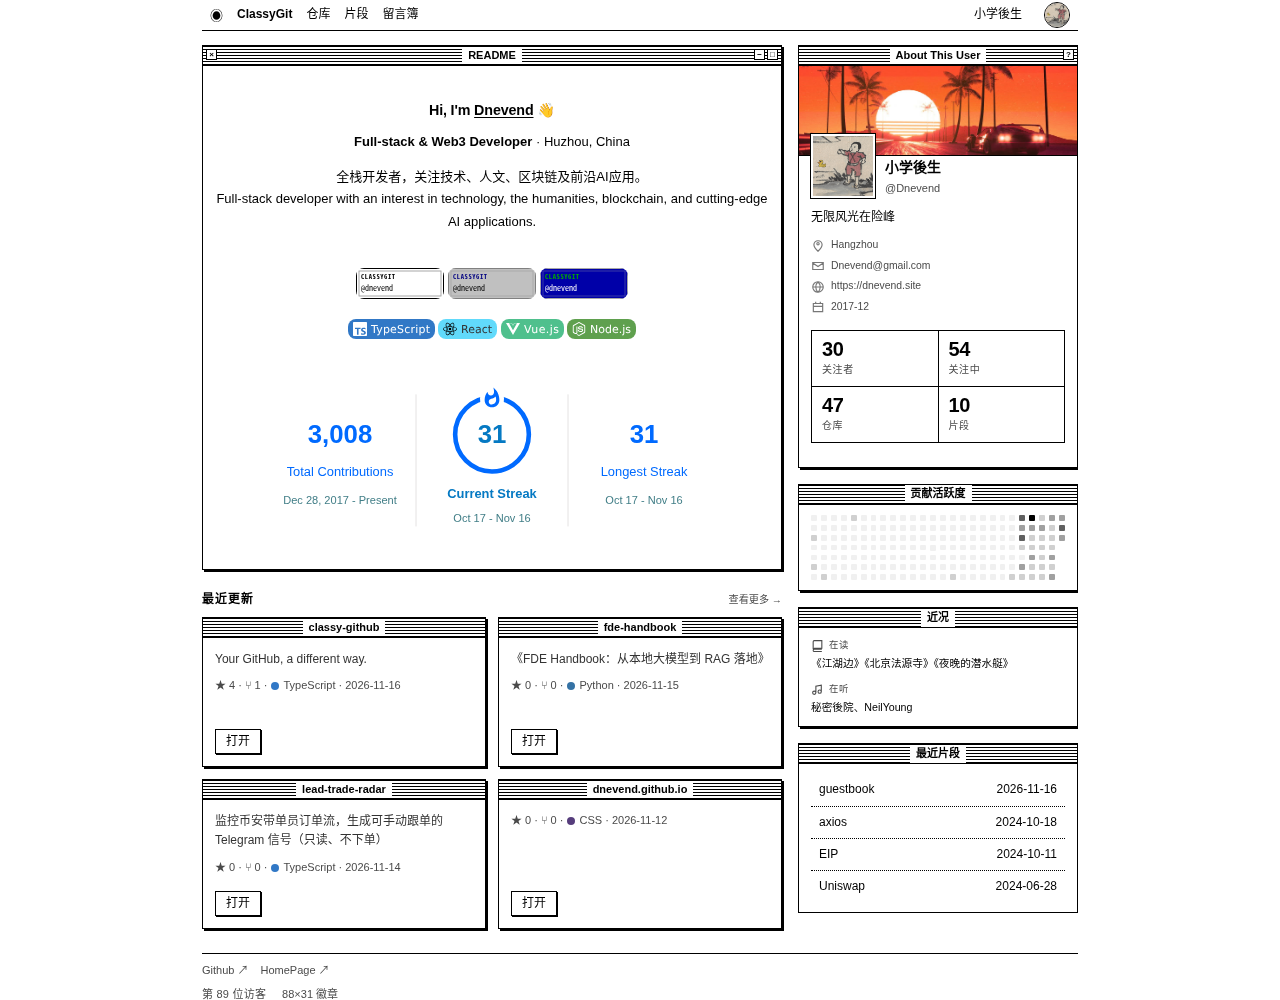 ClassyGit 仓库 片段 留言簿 小学後生
README
Hi, I'm Dnevend 👋
Full-stack & Web3 Developer · Huzhou, China
全栈开发者，关注技术、人文、区块链及前沿AI应用。
Full-stack developer with an interest in technology, the humanities, blockchain, and cutting-edge
AI applications.
CLASSYGIT CLASSYGIT CLASSYGIT
@dnevend @dnevend @dnevend
TypeScript React Vue.js Node.js
3,008 31 31
Total Contributions Current Streak Longest Streak
Dec 28, 2017 - Present Oct 17 - Nov 16 Oct 17 - Nov 16
最近更新 查看更多 →
classy-github
Your GitHub, a different way.
★ 4 · ⑂ 1 · TypeScript · 2026-11-16
打开
fde-handbook
《FDE Handbook：从本地大模型到 RAG 落地》
★ 0 · ⑂ 0 · Python · 2026-11-15
打开
lead-trade-radar
监控币安带单员订单流，生成可手动跟单的
Telegram 信号（只读、不下单）
★ 0 · ⑂ 0 · TypeScript · 2026-11-14
打开
dnevend.github.io
★ 0 · ⑂ 0 · CSS · 2026-11-12
打开
About This User
小学後生
@Dnevend
无限风光在险峰
Hangzhou
Dnevend@gmail.com
https://dnevend.site
2017-12
30 54
关注者 关注中
47 10
仓库 片段
贡献活跃度
近况
在读
《江湖边》《北京法源寺》《夜晚的潜水艇》
在听
秘密後院、NeilYoung
最近片段
guestbook 2026-11-16
axios 2024-10-18
EIP 2024-10-11
Uniswap 2024-06-28
Github ↗ HomePage ↗
第 89 位访客 88×31 徽章